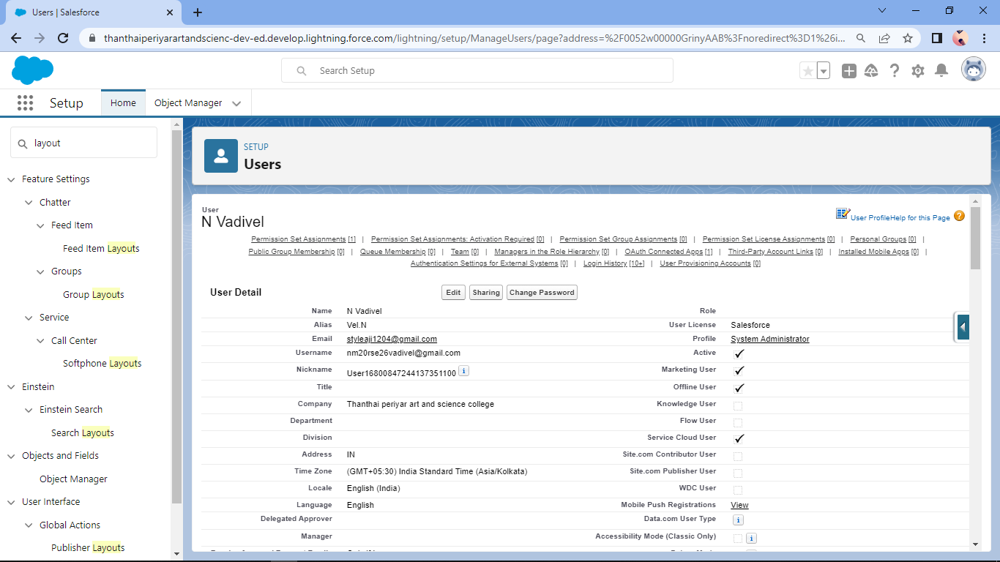 Users | Salesforce
thanthaiperiyarartandscienc-dev-ed.develop.lightning.force.com/lightning/setup/ManageUsers/page?address=%2F0052w00000GrinyAAB%3Fnoredirect%3D1%26i...
Search Setup
Setup
Home
Object Manager
layout
Feature Settings
Chatter
Feed Item
Feed Item Layouts
Groups
Group Layouts
Service
Call Center
Softphone Layouts
Einstein
Einstein Search
Search Layouts
Objects and Fields
Object Manager
User Interface
Global Actions
Publisher Layouts
SETUP
Users
User
N Vadivel
User Profile Help for this Page
Permission Set Assignments [1] | Permission Set Assignments: Activation Required [0] | Permission Set Group Assignments [0] | Permission Set License Assignments [0] | Personal Groups [0] |
Public Group Membership [0] | Queue Membership [0] | Team [0] | Managers in the Role Hierarchy [0] | OAuth Connected Apps [1] | Third-Party Account Links [0] | Installed Mobile Apps [0] |
Authentication Settings for External Systems [0] | Login History [10+] | User Provisioning Accounts [0]
User Detail Edit Sharing Change Password
Name N Vadivel Role
Alias Vel.N User License Salesforce
Email styleaji1204@gmail.com Profile System Administrator
Username nm20rse26vadivel@gmail.com Active
Nickname User16800847244137351100 i Marketing User
Title Offline User
Company Thanthai periyar art and science college Knowledge User
Department Flow User
Division Service Cloud User
Address IN Site.com Contributor User
Time Zone (GMT+05:30) India Standard Time (Asia/Kolkata) Site.com Publisher User
Locale English (India) WDC User
Language English Mobile Push Registrations View
Delegated Approver Data.com User Type i
Manager Accessibility Mode (Classic Only) i